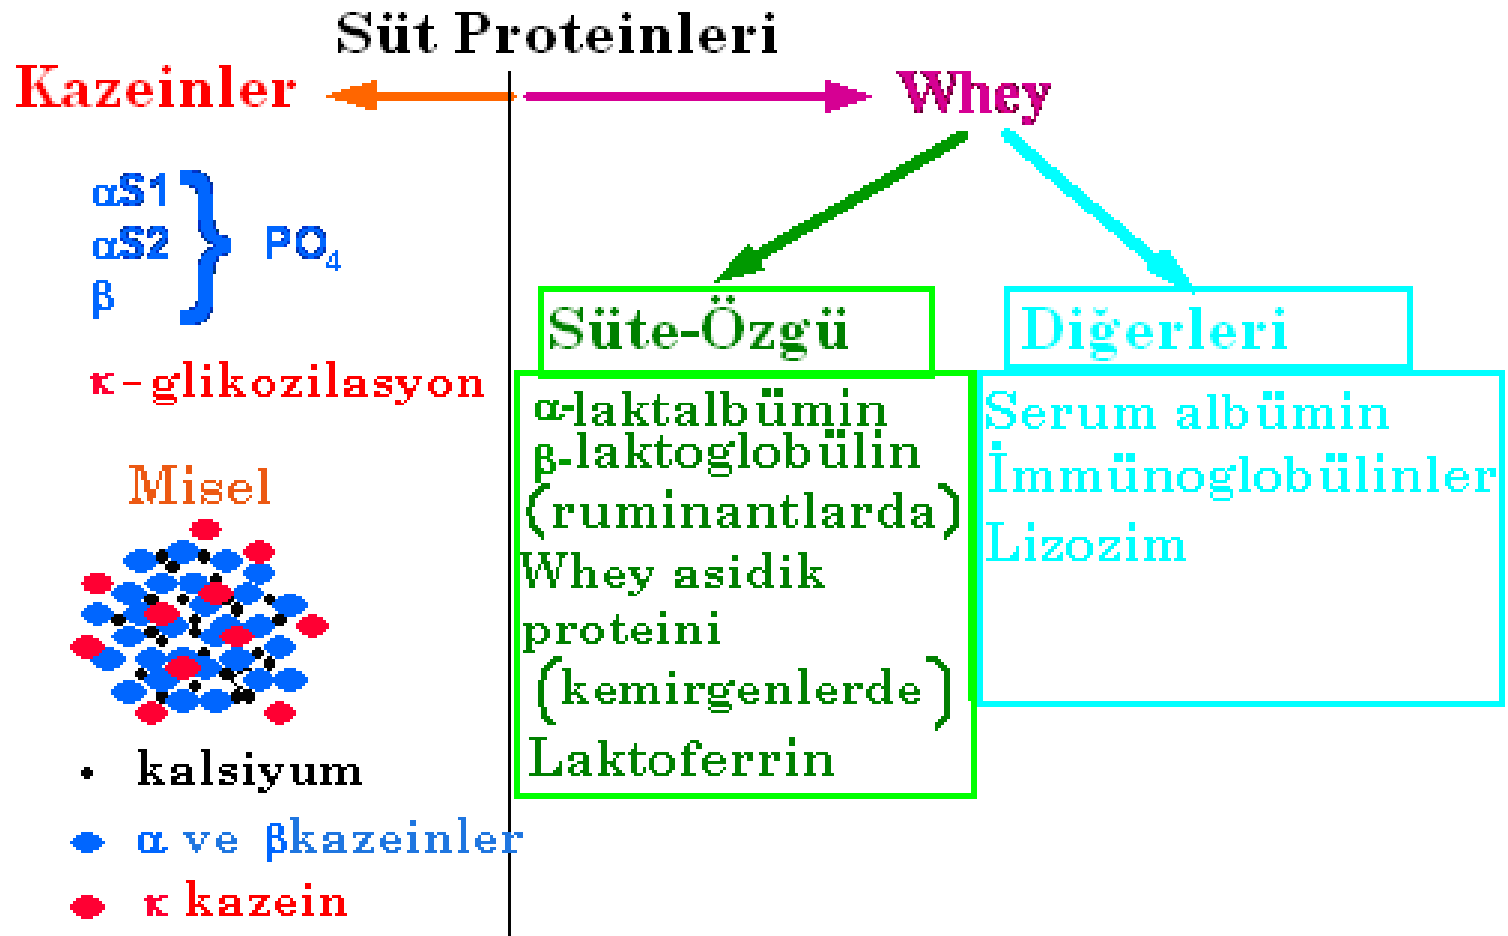 Süt Proteinleri
Kazeinler
Whey
αS1
αS2
β
PO₄
κ-glikozilasyon
Misel
kalsiyum
α ve βkazeinler
κ kazein
Süte-Özgü
α-laktalbümin
β-laktoglobülin
(ruminantlarda)
Whey asidik
proteini
(kemirgenlerde)
Laktoferrin
Diğerleri
Serum albümin
İmmünoglobülinler
Lizozim